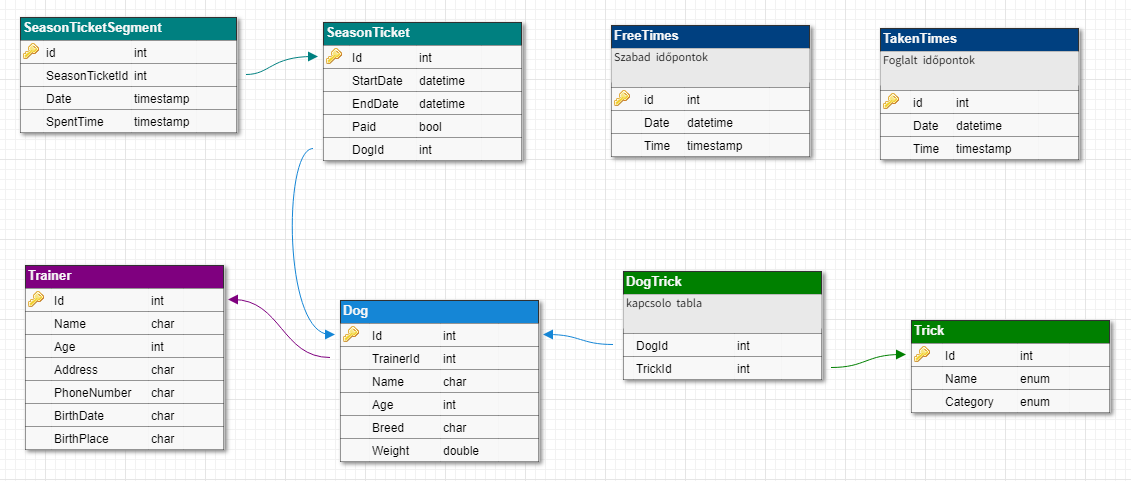 SeasonTicketSegment
id int
SeasonTicketId int
Date timestamp
SpentTime timestamp
SeasonTicket
Id int
StartDate datetime
EndDate datetime
Paid bool
DogId int
FreeTimes
Szabad időpontok
id int
Date datetime
Time timestamp
TakenTimes
Foglalt időpontok
id int
Date datetime
Time timestamp
Trainer
Id int
Name char
Age int
Address char
PhoneNumber char
BirthDate char
BirthPlace char
Dog
Id int
TrainerId int
Name char
Age int
Breed char
Weight double
DogTrick
kapcsolo tabla
DogId int
TrickId int
Trick
Id int
Name enum
Category enum